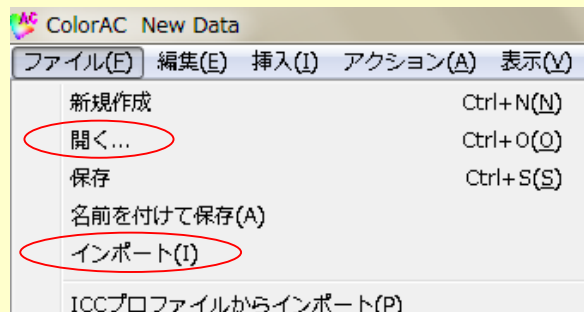 ColorAC New Data
ファイル(F) 編集(E) 挿入(I) アクション(A) 表示(V)
新規作成 Ctrl+N(N)
開く... Ctrl+O(O)
保存 Ctrl+S(S)
名前を付けて保存(A)
インポート(I)
ICCプロファイルからインポート(P)